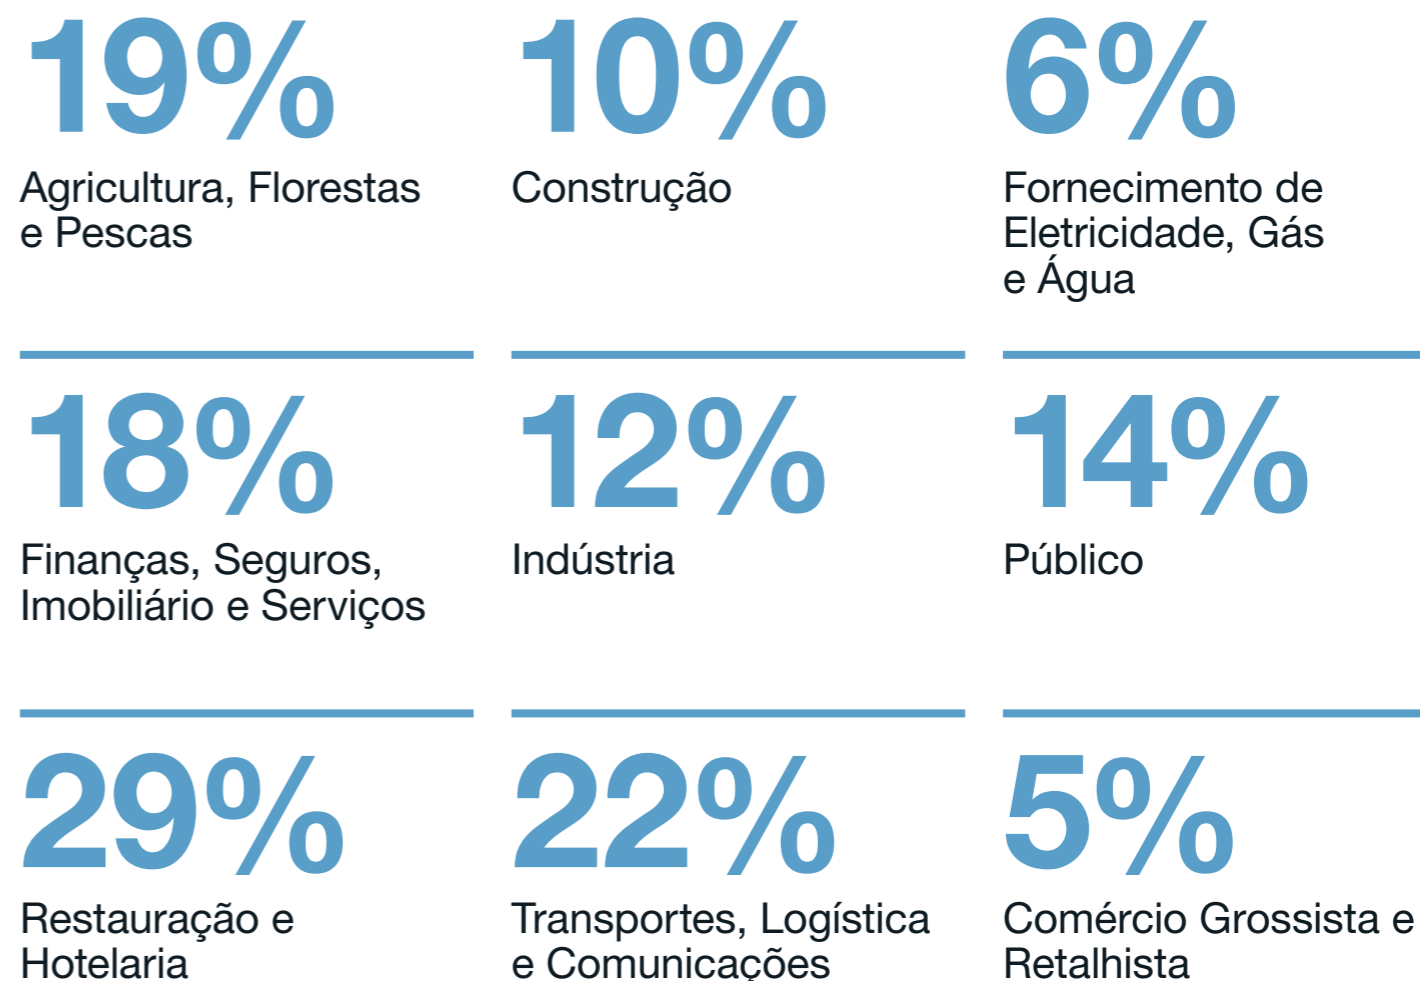 19%
Agricultura, Florestas
e Pescas
10%
Construção
6%
Fornecimento de
Eletricidade, Gás
e Água
18%
Finanças, Seguros,
Imobiliário e Serviços
12%
Indústria
14%
Público
29%
Restauração e
Hotelaria
22%
Transportes, Logística
e Comunicações
5%
Comércio Grossista e
Retalhista